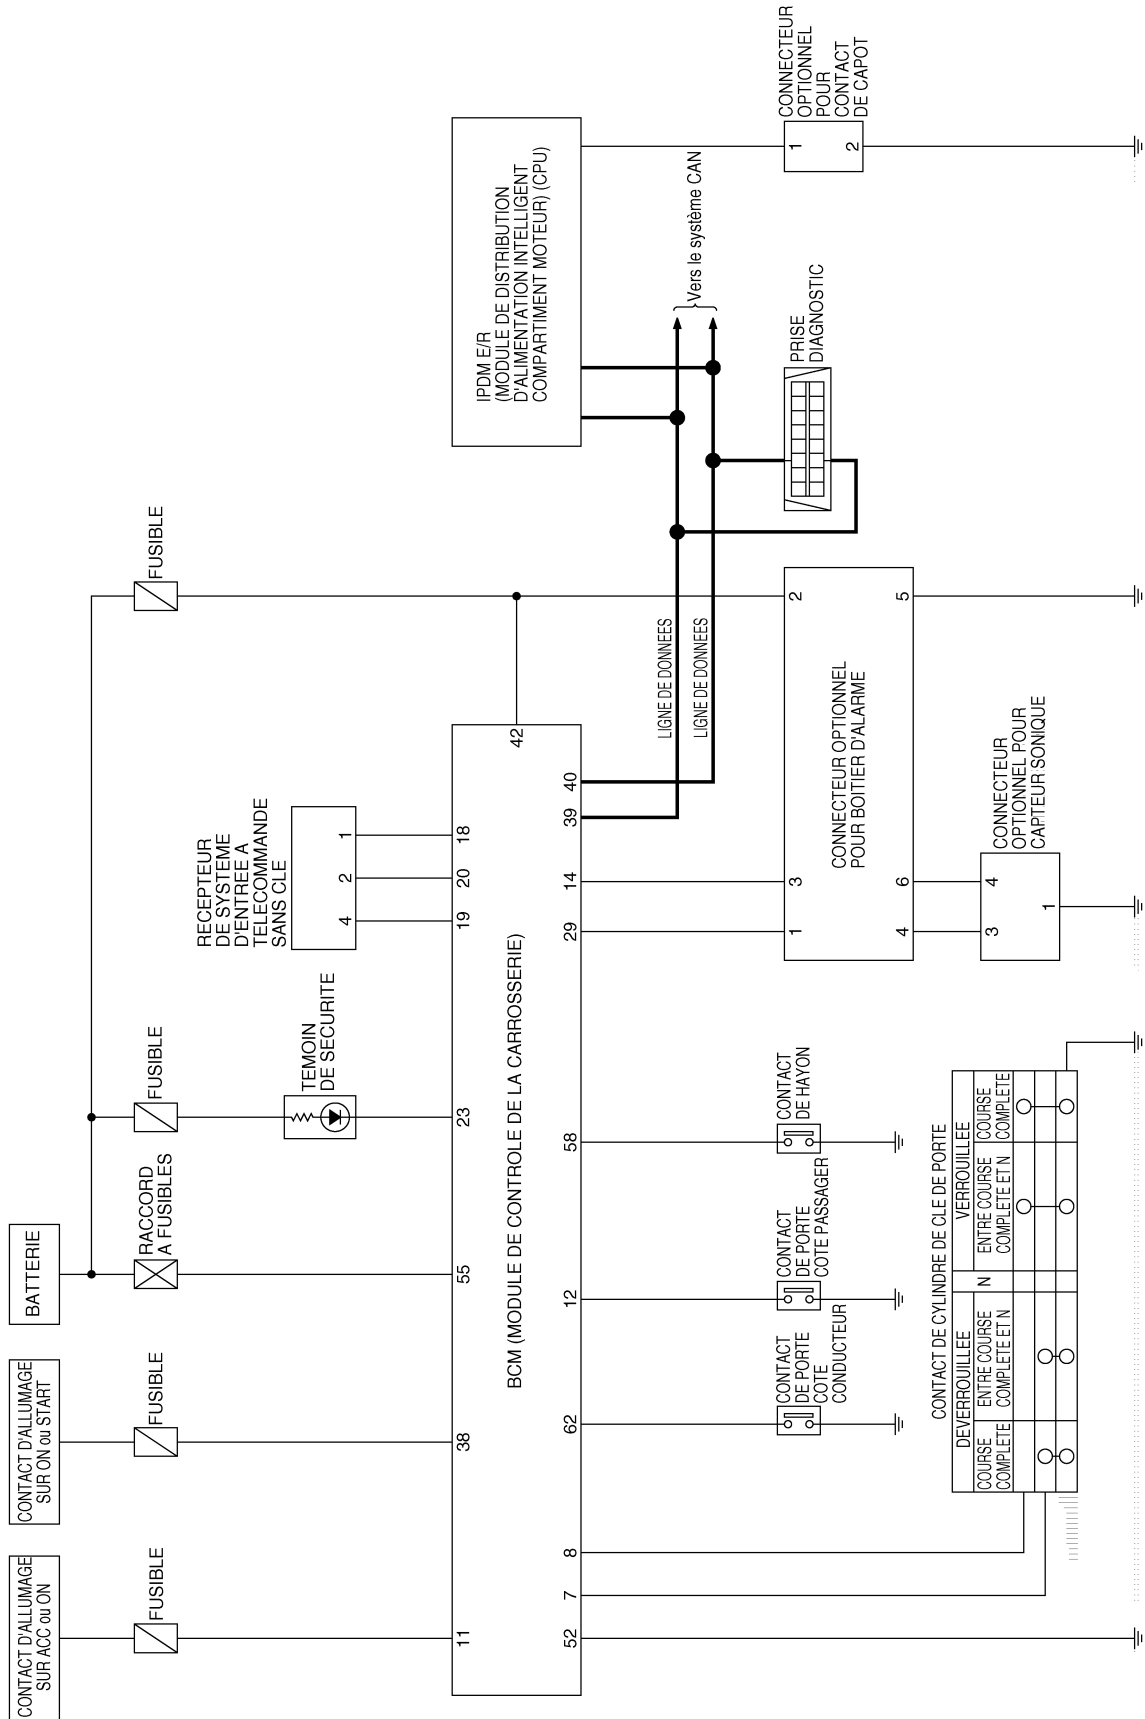 CONTACT D'ALLUMAGE
SUR ACC ou ON
CONTACT D'ALLUMAGE
SUR ON ou START
BATTERIE
FUSIBLE
FUSIBLE
RACCORD
A FUSIBLES
FUSIBLE
FUSIBLE
TEMOIN
DE SECURITE
RECEPTEUR
DE SYSTEME
D'ENTREE A
TELECOMMANDE
SANS CLE
4
2
1
11
38
55
23
19
20
18
42
BCM (MODULE DE CONTROLE DE LA CARROSSERIE)
52
7
8
62
12
58
29
14
39
40
IPDM E/R
(MODULE DE DISTRIBUTION
D'ALIMENTATION INTELLIGENT
COMPARTIMENT MOTEUR) (CPU)
LIGNE DE DONNEES
LIGNE DE DONNEES
Vers le système CAN
CONTACT
DE PORTE
COTE
CONDUCTEUR
CONTACT
DE PORTE
COTE PASSAGER
CONTACT
DE HAYON
1
3
2
CONNECTEUR OPTIONNEL
POUR BOITIER D'ALARME
4
6
5
PRISE
DIAGNOSTIC
CONNECTEUR
OPTIONNEL
POUR
CONTACT
DE CAPOT
1
2
CONTACT DE CYLINDRE DE CLE DE PORTE
DEVERROUILLEE
N
VERROUILLEE
COURSE
COMPLETE
ENTRE COURSE
COMPLETE ET N
ENTRE COURSE
COMPLETE ET N
COURSE
COMPLETE
CONNECTEUR
OPTIONNEL POUR
CAPTEUR SONIQUE
3
4
1